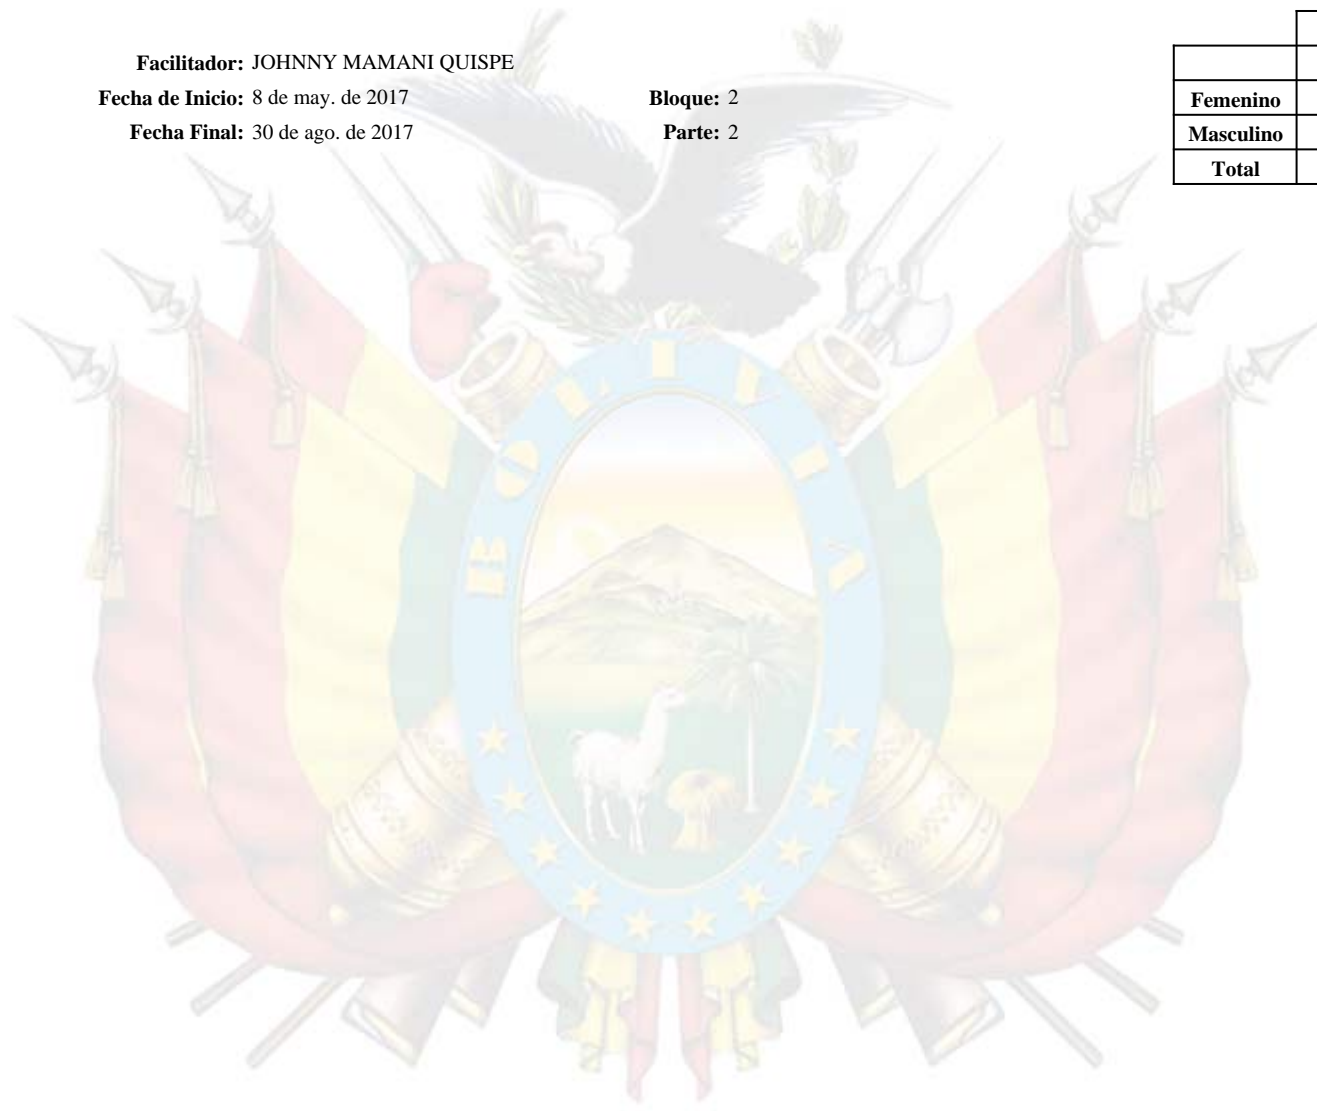 Facilitador: JOHNNY MAMANI QUISPE
Fecha de Inicio: 8 de may. de 2017 Bloque: 2
Fecha Final: 30 de ago. de 2017 Parte: 2
Femenino
Masculino
Total
BOLIVIA